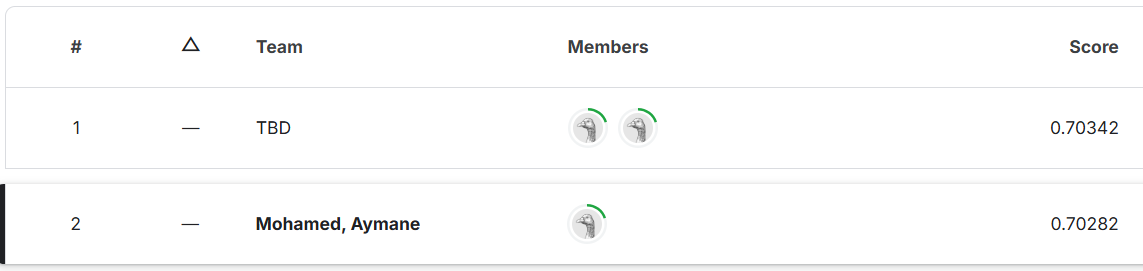 # △ Team Members Score
1 — TBD 0.70342
2 — Mohamed, Aymane 0.70282